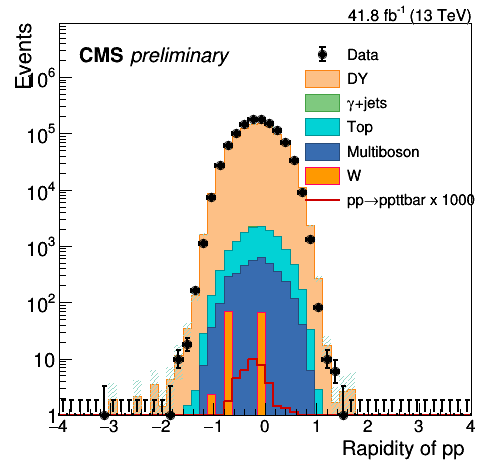 41.8 fb⁻¹ (13 TeV)
Events
CMS preliminary
Data
DY
γ+jets
Top
Multiboson
W
pp→ppttbar x 1000
10⁶
10⁵
10⁴
10³
10²
10
1
−4 −3 −2 −1 0 1 2 3 4
Rapidity of pp